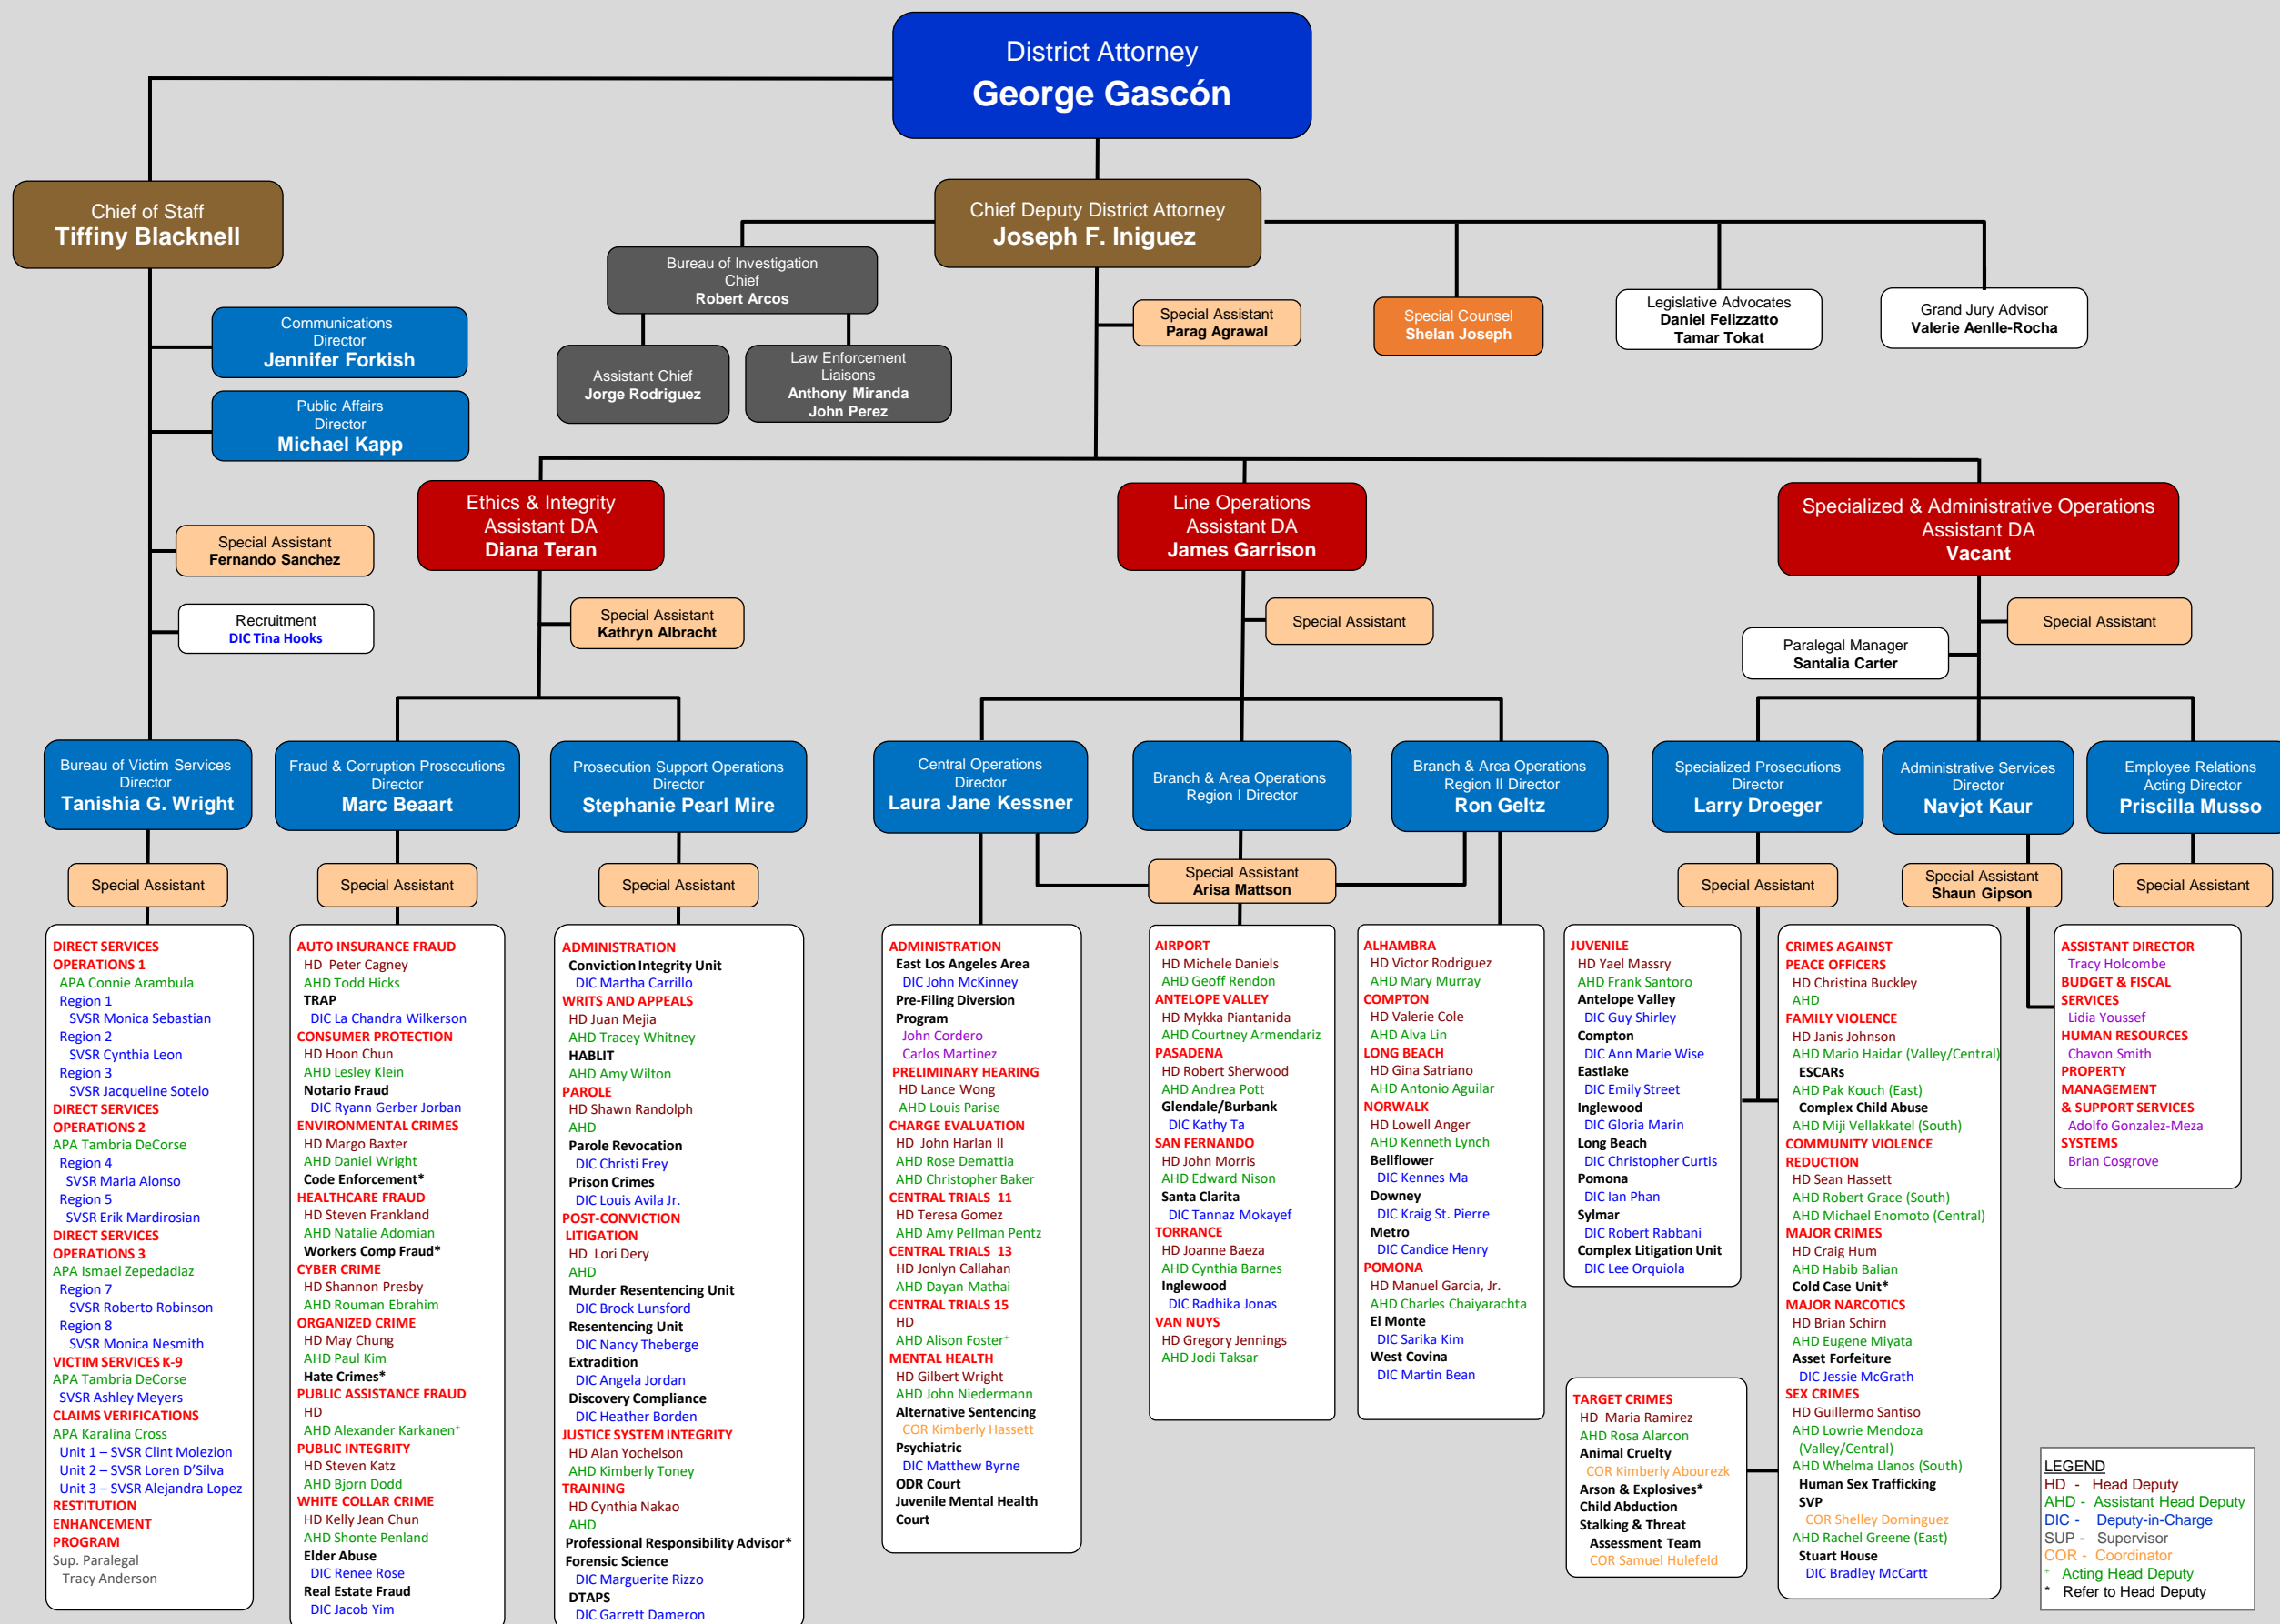 District Attorney
George Gascón
Chief of Staff
Tiffiny Blacknell
Chief Deputy District Attorney
Joseph F. Iniguez
Bureau of Investigation
Chief
Robert Arcos
Assistant Chief
Jorge Rodriguez
Law Enforcement
Liaisons
Anthony Miranda
John Perez
Special Assistant
Parag Agrawal
Special Counsel
Shelan Joseph
Legislative Advocates
Daniel Felizzatto
Tamar Tokat
Grand Jury Advisor
Valerie Aenlle-Rocha
Communications
Director
Jennifer Forkish
Public Affairs
Director
Michael Kapp
Special Assistant
Fernando Sanchez
Recruitment
DIC Tina Hooks
Ethics & Integrity
Assistant DA
Diana Teran
Special Assistant
Kathryn Albracht
Line Operations
Assistant DA
James Garrison
Special Assistant
Specialized & Administrative Operations
Assistant DA
Vacant
Special Assistant
Paralegal Manager
Santalia Carter
Bureau of Victim Services
Director
Tanishia G. Wright
Fraud & Corruption Prosecutions
Director
Marc Beaart
Prosecution Support Operations
Director
Stephanie Pearl Mire
Central Operations
Director
Laura Jane Kessner
Branch & Area Operations
Region I Director
Branch & Area Operations
Region II Director
Ron Geltz
Specialized Prosecutions
Director
Larry Droeger
Administrative Services
Director
Navjot Kaur
Employee Relations
Acting Director
Priscilla Musso
Special Assistant
Special Assistant
Special Assistant
Special Assistant
Arisa Mattson
Special Assistant
Special Assistant
Shaun Gipson
Special Assistant
DIRECT SERVICES
OPERATIONS 1
APA Connie Arambula
Region 1
SVSR Monica Sebastian
Region 2
SVSR Cynthia Leon
Region 3
SVSR Jacqueline Sotelo
DIRECT SERVICES
OPERATIONS 2
APA Tambria DeCorse
Region 4
SVSR Maria Alonso
Region 5
SVSR Erik Mardirosian
DIRECT SERVICES
OPERATIONS 3
APA Ismael Zepedadiaz
Region 7
SVSR Roberto Robinson
Region 8
SVSR Monica Nesmith
VICTIM SERVICES K-9
APA Tambria DeCorse
SVSR Ashley Meyers
CLAIMS VERIFICATIONS
APA Karalina Cross
Unit 1 – SVSR Clint Molezion
Unit 2 – SVSR Loren D'Silva
Unit 3 – SVSR Alejandra Lopez
RESTITUTION
ENHANCEMENT
PROGRAM
Sup. Paralegal
Tracy Anderson
AUTO INSURANCE FRAUD
HD Peter Cagney
AHD Todd Hicks
TRAP
DIC La Chandra Wilkerson
CONSUMER PROTECTION
HD Hoon Chun
AHD Lesley Klein
Notario Fraud
DIC Ryann Gerber Jorban
ENVIRONMENTAL CRIMES
HD Margo Baxter
AHD Daniel Wright
Code Enforcement*
HEALTHCARE FRAUD
HD Steven Frankland
AHD Natalie Adomian
Workers Comp Fraud*
CYBER CRIME
HD Shannon Presby
AHD Rouman Ebrahim
ORGANIZED CRIME
HD May Chung
AHD Paul Kim
Hate Crimes*
PUBLIC ASSISTANCE FRAUD
HD
AHD Alexander Karkanen+
PUBLIC INTEGRITY
HD Steven Katz
AHD Bjorn Dodd
WHITE COLLAR CRIME
HD Kelly Jean Chun
AHD Shonte Penland
Elder Abuse
DIC Renee Rose
Real Estate Fraud
DIC Jacob Yim
ADMINISTRATION
Conviction Integrity Unit
DIC Martha Carrillo
WRITS AND APPEALS
HD Juan Mejia
AHD Tracey Whitney
HABLIT
AHD Amy Wilton
PAROLE
HD Shawn Randolph
AHD
Parole Revocation
DIC Christi Frey
Prison Crimes
DIC Louis Avila Jr.
POST-CONVICTION
LITIGATION
HD Lori Dery
AHD
Murder Resentencing Unit
DIC Brock Lunsford
Resentencing Unit
DIC Nancy Theberge
Extradition
DIC Angela Jordan
Discovery Compliance
DIC Heather Borden
JUSTICE SYSTEM INTEGRITY
HD Alan Yochelson
AHD Kimberly Toney
TRAINING
HD Cynthia Nakao
AHD
Professional Responsibility Advisor*
Forensic Science
DIC Marguerite Rizzo
DTAPS
DIC Garrett Dameron
ADMINISTRATION
East Los Angeles Area
DIC John McKinney
Pre-Filing Diversion
Program
John Cordero
Carlos Martinez
PRELIMINARY HEARING
HD Lance Wong
AHD Louis Parise
CHARGE EVALUATION
HD John Harlan II
AHD Rose Demattia
AHD Christopher Baker
CENTRAL TRIALS 11
HD Teresa Gomez
AHD Amy Pellman Pentz
CENTRAL TRIALS 13
HD Jonlyn Callahan
AHD Dayan Mathai
CENTRAL TRIALS 15
HD
AHD Alison Foster+
MENTAL HEALTH
HD Gilbert Wright
AHD John Niedermann
Alternative Sentencing
COR Kimberly Hassett
Psychiatric
DIC Matthew Byrne
ODR Court
Juvenile Mental Health
Court
AIRPORT
HD Michele Daniels
AHD Geoff Rendon
ANTELOPE VALLEY
HD Mykka Piantanida
AHD Courtney Armendariz
PASADENA
HD Robert Sherwood
AHD Andrea Pott
Glendale/Burbank
DIC Kathy Ta
SAN FERNANDO
HD John Morris
AHD Edward Nison
Santa Clarita
DIC Tannaz Mokayef
TORRANCE
HD Joanne Baeza
AHD Cynthia Barnes
Inglewood
DIC Radhika Jonas
VAN NUYS
HD Gregory Jennings
AHD Jodi Taksar
ALHAMBRA
HD Victor Rodriguez
AHD Mary Murray
COMPTON
HD Valerie Cole
AHD Alva Lin
LONG BEACH
HD Gina Satriano
AHD Antonio Aguilar
NORWALK
HD Lowell Anger
AHD Kenneth Lynch
Bellflower
DIC Kennes Ma
Downey
DIC Kraig St. Pierre
Metro
DIC Candice Henry
POMONA
HD Manuel Garcia, Jr.
AHD Charles Chaiyarachta
El Monte
DIC Sarika Kim
West Covina
DIC Martin Bean
JUVENILE
HD Yael Massry
AHD Frank Santoro
Antelope Valley
DIC Guy Shirley
Compton
DIC Ann Marie Wise
Eastlake
DIC Emily Street
Inglewood
DIC Gloria Marin
Long Beach
DIC Christopher Curtis
Pomona
DIC Ian Phan
Sylmar
DIC Robert Rabbani
Complex Litigation Unit
DIC Lee Orquiola
TARGET CRIMES
HD Maria Ramirez
AHD Rosa Alarcon
Animal Cruelty
COR Kimberly Abourezk
Arson & Explosives*
Child Abduction
Stalking & Threat
Assessment Team
COR Samuel Hulefeld
CRIMES AGAINST
PEACE OFFICERS
HD Christina Buckley
AHD
FAMILY VIOLENCE
HD Janis Johnson
AHD Mario Haidar (Valley/Central)
ESCARs
AHD Pak Kouch (East)
Complex Child Abuse
AHD Miji Vellakkatel (South)
COMMUNITY VIOLENCE
REDUCTION
HD Sean Hassett
AHD Robert Grace (South)
AHD Michael Enomoto (Central)
MAJOR CRIMES
HD Craig Hum
AHD Habib Balian
Cold Case Unit*
MAJOR NARCOTICS
HD Brian Schirn
AHD Eugene Miyata
Asset Forfeiture
DIC Jessie McGrath
SEX CRIMES
HD Guillermo Santiso
AHD Lowrie Mendoza
(Valley/Central)
AHD Whelma Llanos (South)
Human Sex Trafficking
SVP
COR Shelley Dominguez
AHD Rachel Greene (East)
Stuart House
DIC Bradley McCartt
ASSISTANT DIRECTOR
Tracy Holcombe
BUDGET & FISCAL
SERVICES
Lidia Youssef
HUMAN RESOURCES
Chavon Smith
PROPERTY
MANAGEMENT
& SUPPORT SERVICES
Adolfo Gonzalez-Meza
SYSTEMS
Brian Cosgrove
LEGEND
HD - Head Deputy
AHD - Assistant Head Deputy
DIC - Deputy-in-Charge
SUP - Supervisor
COR - Coordinator
+ Acting Head Deputy
* Refer to Head Deputy